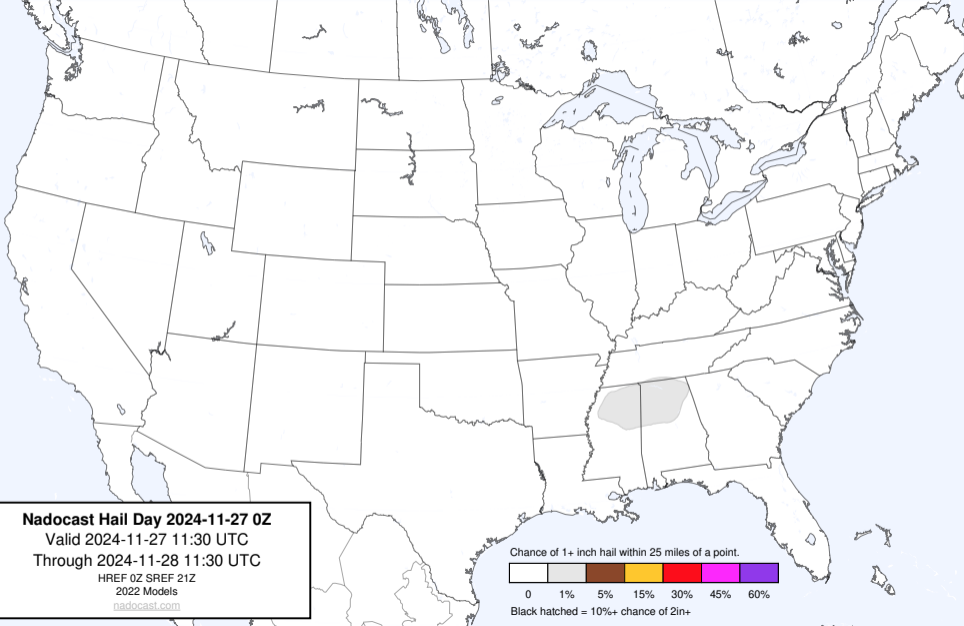 Nadocast Hail Day 2024-11-27 0Z
Valid 2024-11-27 11:30 UTC
Through 2024-11-28 11:30 UTC
HREF 0Z SREF 21Z
2022 Models
nadocast.com
Chance of 1+ inch hail within 25 miles of a point.
0 1% 5% 15% 30% 45% 60%
Black hatched = 10%+ chance of 2in+